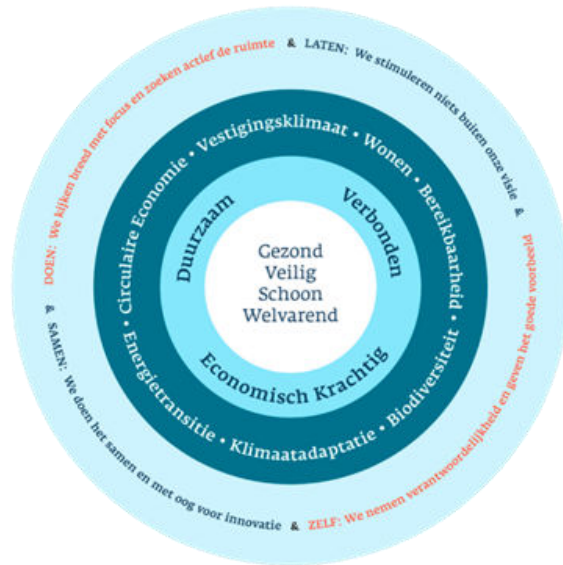 DOEN: We kijken breed met focus en zoeken actief de ruimte
& LATEN: We stimuleren niets buiten onze visie
& ZELF: We nemen verantwoordelijkheid en geven het goede voorbeeld
& SAMEN: We doen het samen en met oog voor innovatie &
Circulaire Economie • Vestigingsklimaat • Wonen • Bereikbaarheid • Biodiversiteit • Klimaatadaptatie • Energietransitie •
Duurzaam
Verbonden
Economisch Krachtig
Gezond
Veilig
Schoon
Welvarend